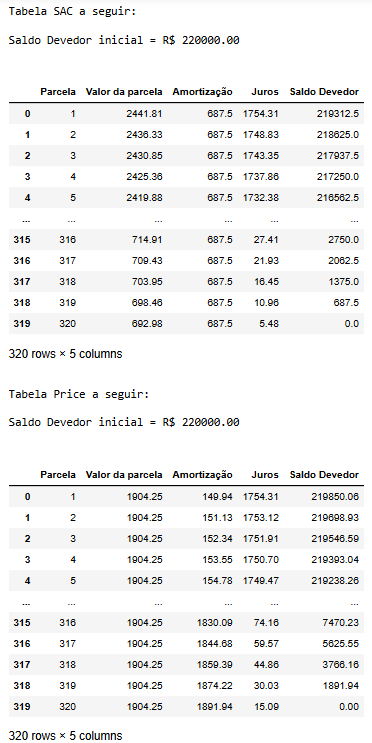 Tabela SAC a seguir:
Saldo Devedor inicial = R$ 220000.00
Parcela Valor da parcela Amortização Juros Saldo Devedor
0 1 2441.81 687.5 1754.31 219312.5
1 2 2436.33 687.5 1748.83 218625.0
2 3 2430.85 687.5 1743.35 217937.5
3 4 2425.36 687.5 1737.86 217250.0
4 5 2419.88 687.5 1732.38 216562.5
... ... ... ... ... ...
315 316 714.91 687.5 27.41 2750.0
316 317 709.43 687.5 21.93 2062.5
317 318 703.95 687.5 16.45 1375.0
318 319 698.46 687.5 10.96 687.5
319 320 692.98 687.5 5.48 0.0
320 rows × 5 columns
Tabela Price a seguir:
Saldo Devedor inicial = R$ 220000.00
Parcela Valor da parcela Amortização Juros Saldo Devedor
0 1 1904.25 149.94 1754.31 219850.06
1 2 1904.25 151.13 1753.12 219698.93
2 3 1904.25 152.34 1751.91 219546.59
3 4 1904.25 153.55 1750.70 219393.04
4 5 1904.25 154.78 1749.47 219238.26
... ... ... ... ... ...
315 316 1904.25 1830.09 74.16 7470.23
316 317 1904.25 1844.68 59.57 5625.55
317 318 1904.25 1859.39 44.86 3766.16
318 319 1904.25 1874.22 30.03 1891.94
319 320 1904.25 1891.94 15.09 0.00
320 rows × 5 columns